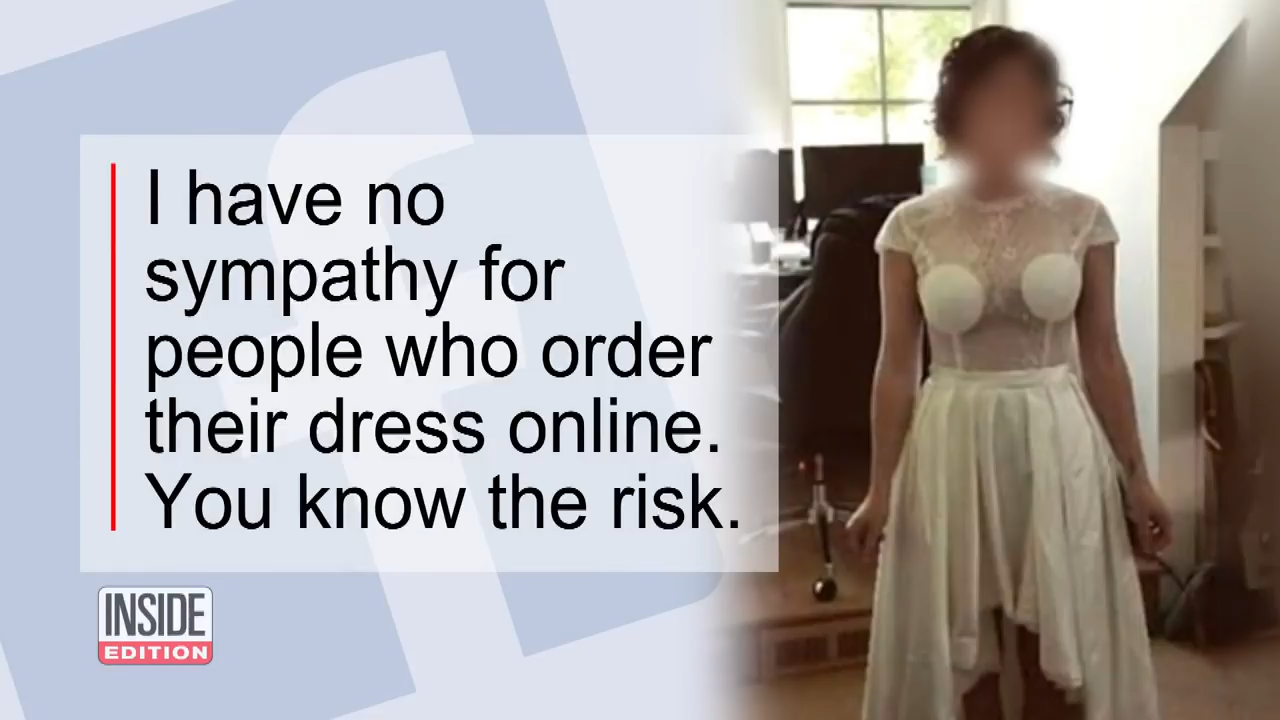 I have no
sympathy for
people who order
their dress online.
You know the risk.
INSIDE
EDITION